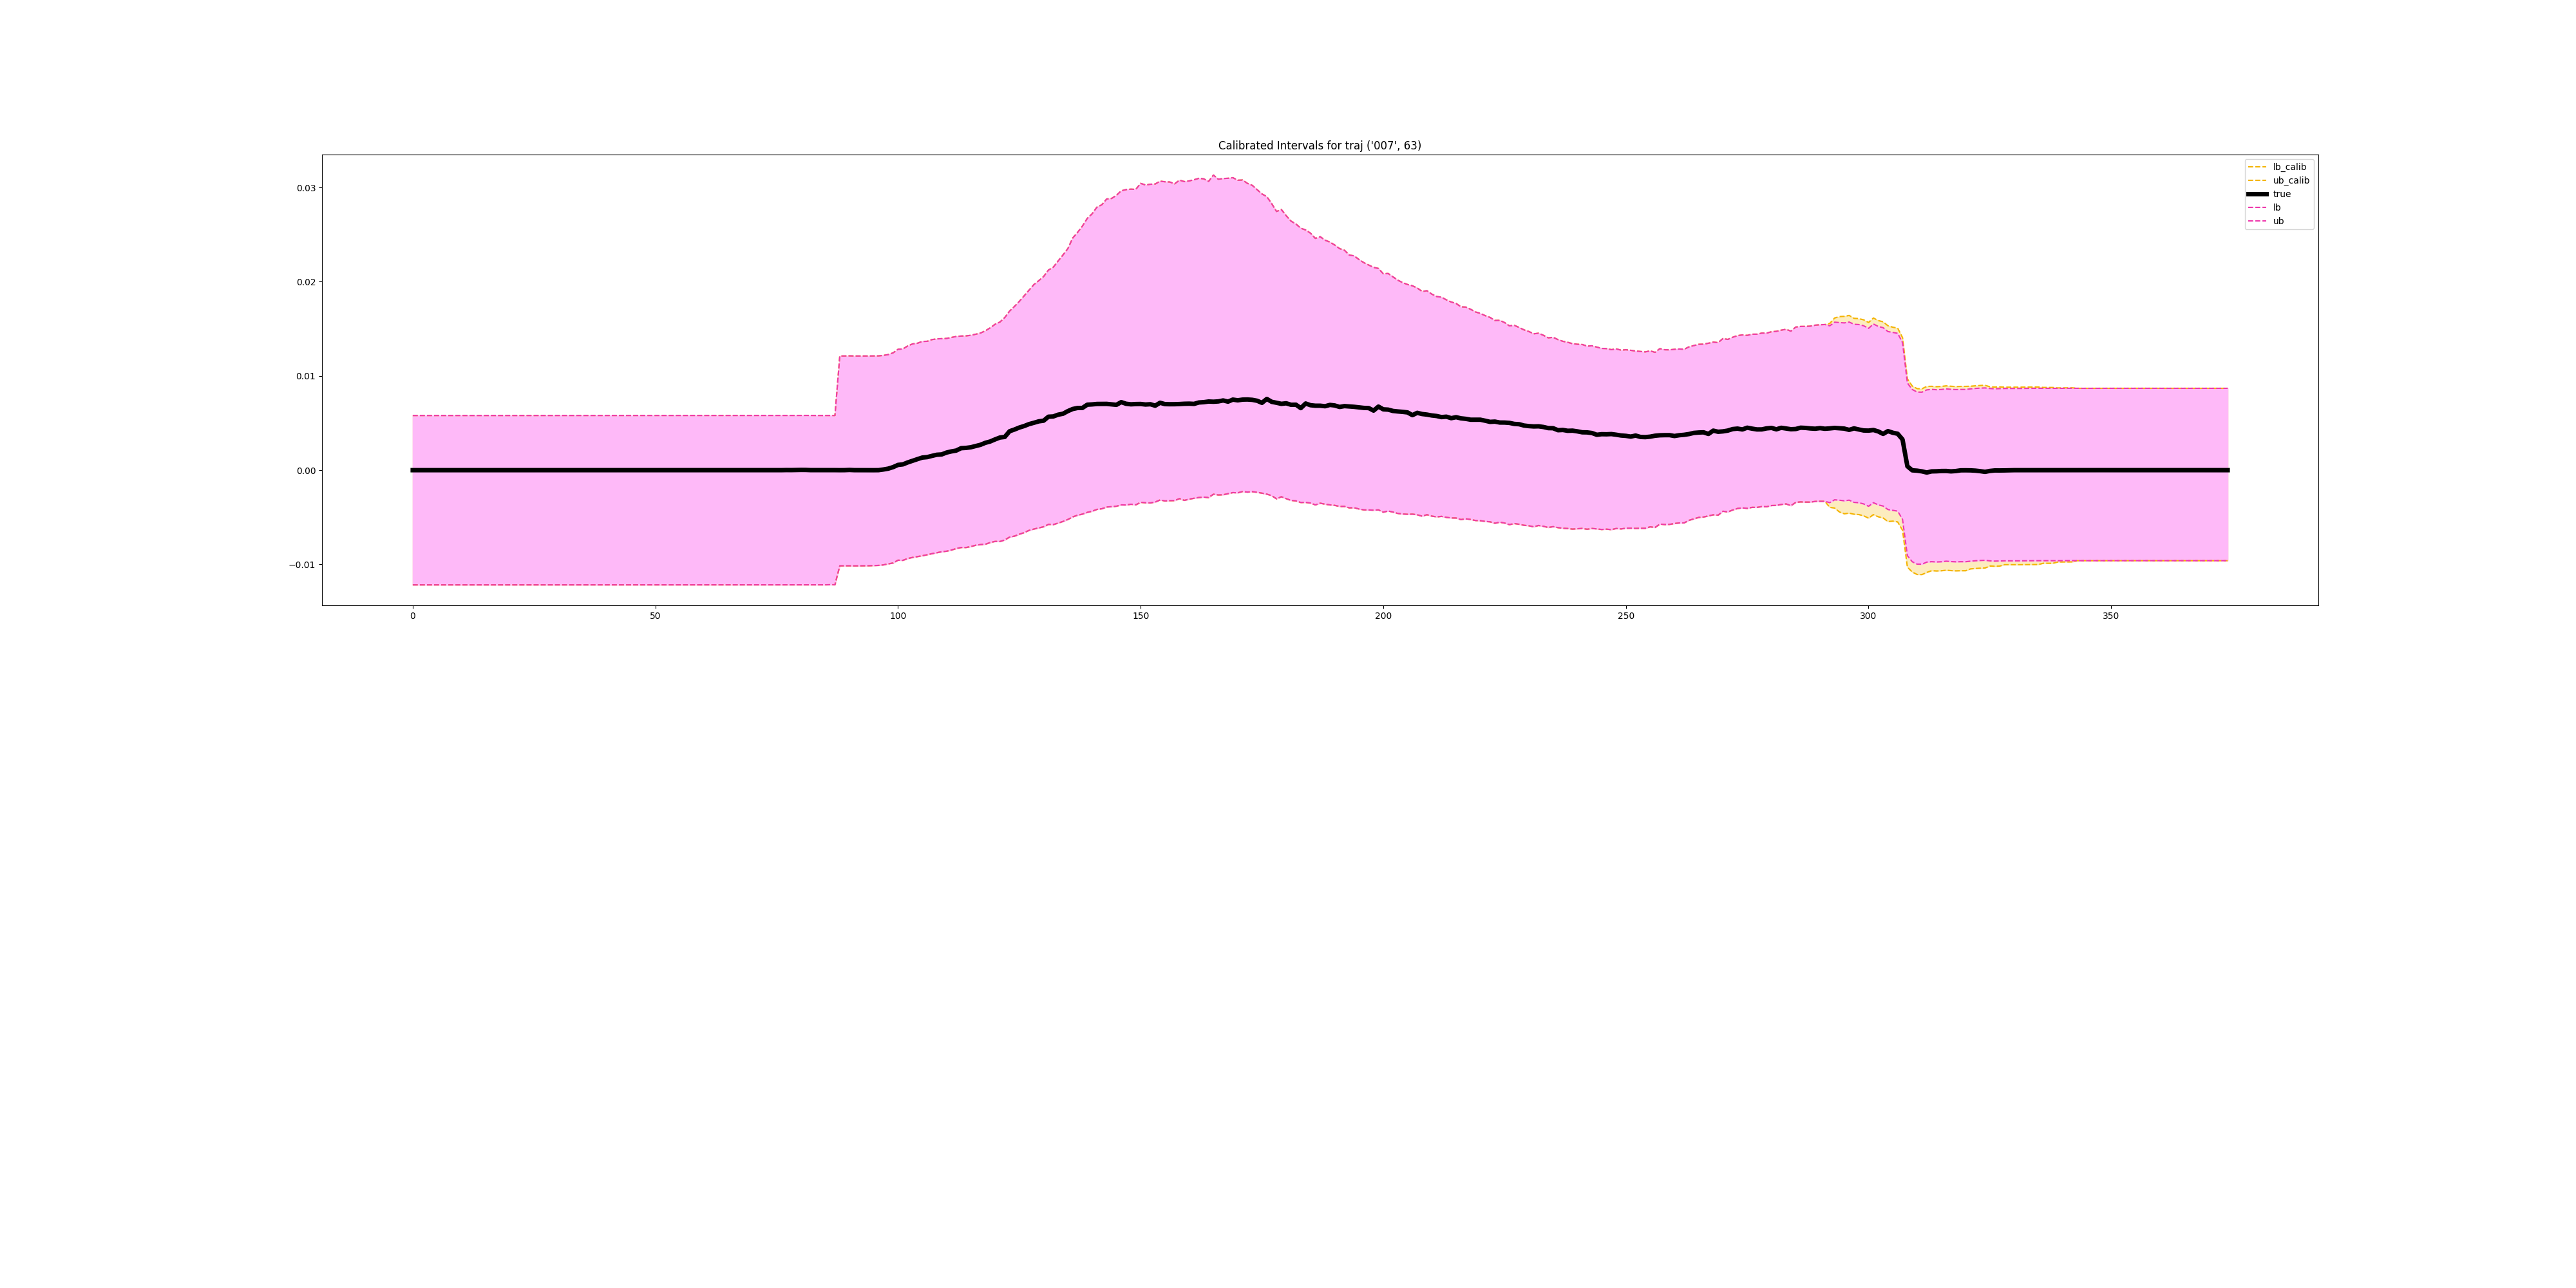 Calibrated Intervals for traj ('007', 63)
lb_calib
ub_calib
true
lb
ub
0.03
0.02
0.01
0.00
−0.01
0 50 100 150 200 250 300 350